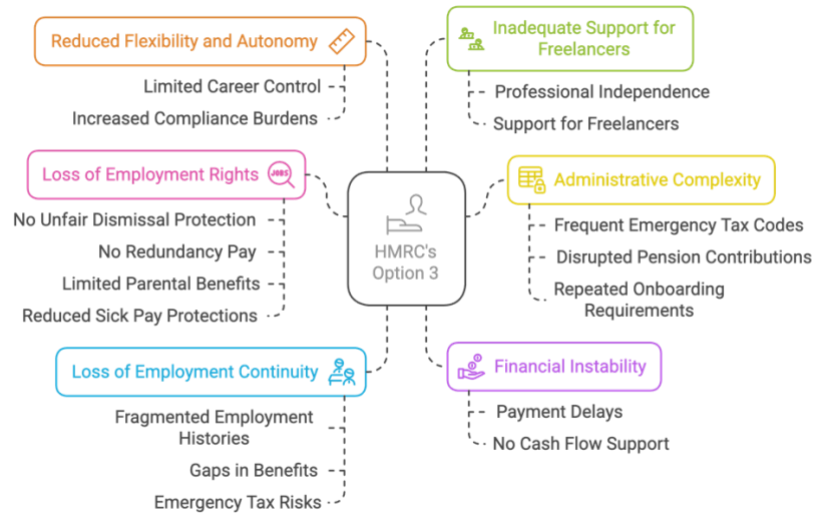 Reduced Flexibility and Autonomy
Limited Career Control
Increased Compliance Burdens
Loss of Employment Rights
JOBS
No Unfair Dismissal Protection
No Redundancy Pay
Limited Parental Benefits
Reduced Sick Pay Protections
Loss of Employment Continuity
Fragmented Employment
Histories
Gaps in Benefits
Emergency Tax Risks
HMRC's
Option 3
Inadequate Support for
Freelancers
Professional Independence
Support for Freelancers
Administrative Complexity
Frequent Emergency Tax Codes
Disrupted Pension Contributions
Repeated Onboarding
Requirements
Financial Instability
Payment Delays
No Cash Flow Support